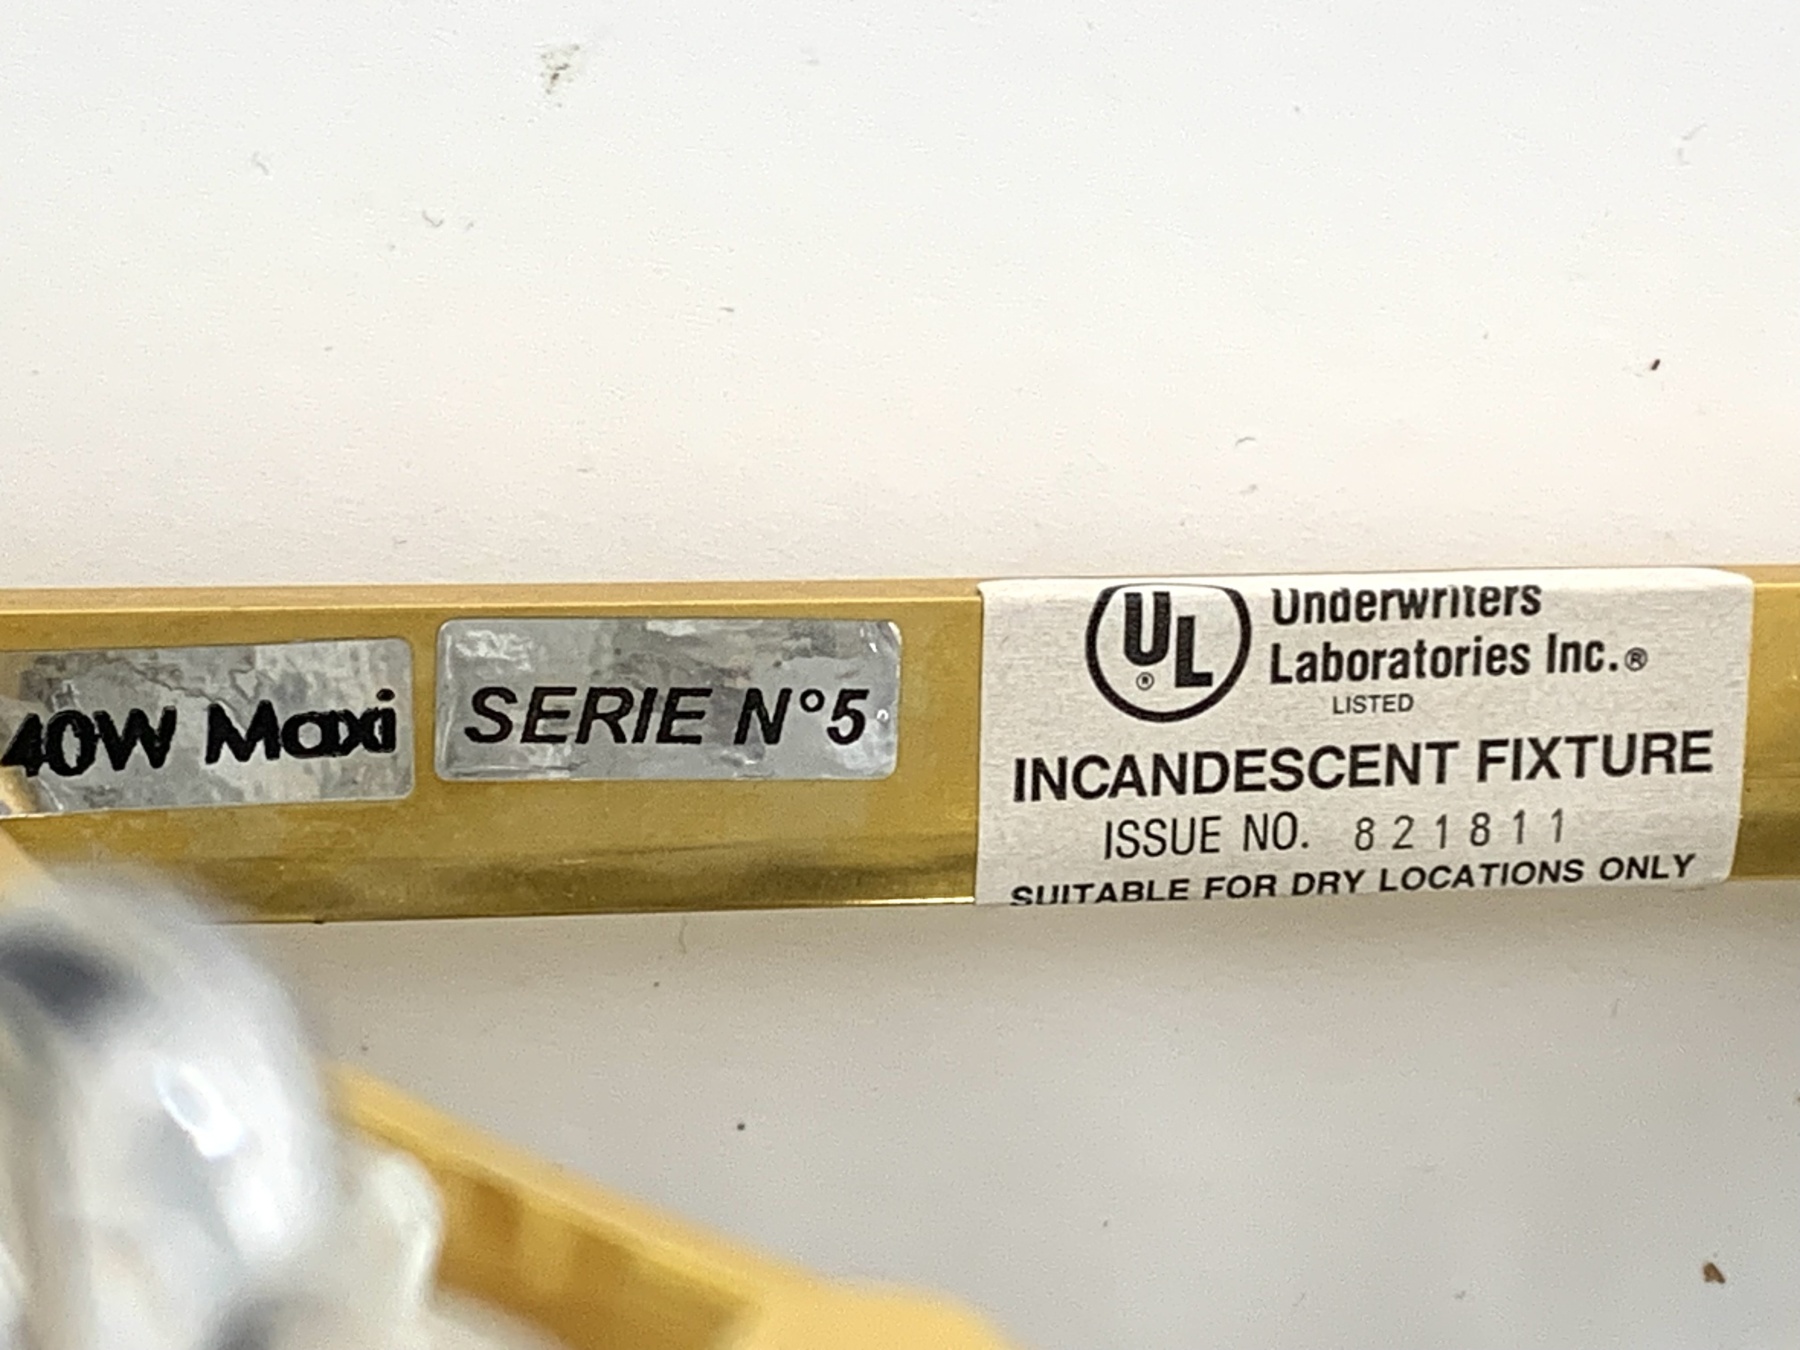 40W Maxi
SERIE N°5
UL ®
Underwriters
Laboratories Inc.®
LISTED
INCANDESCENT FIXTURE
ISSUE NO. 821811
SUITABLE FOR DRY LOCATIONS ONLY